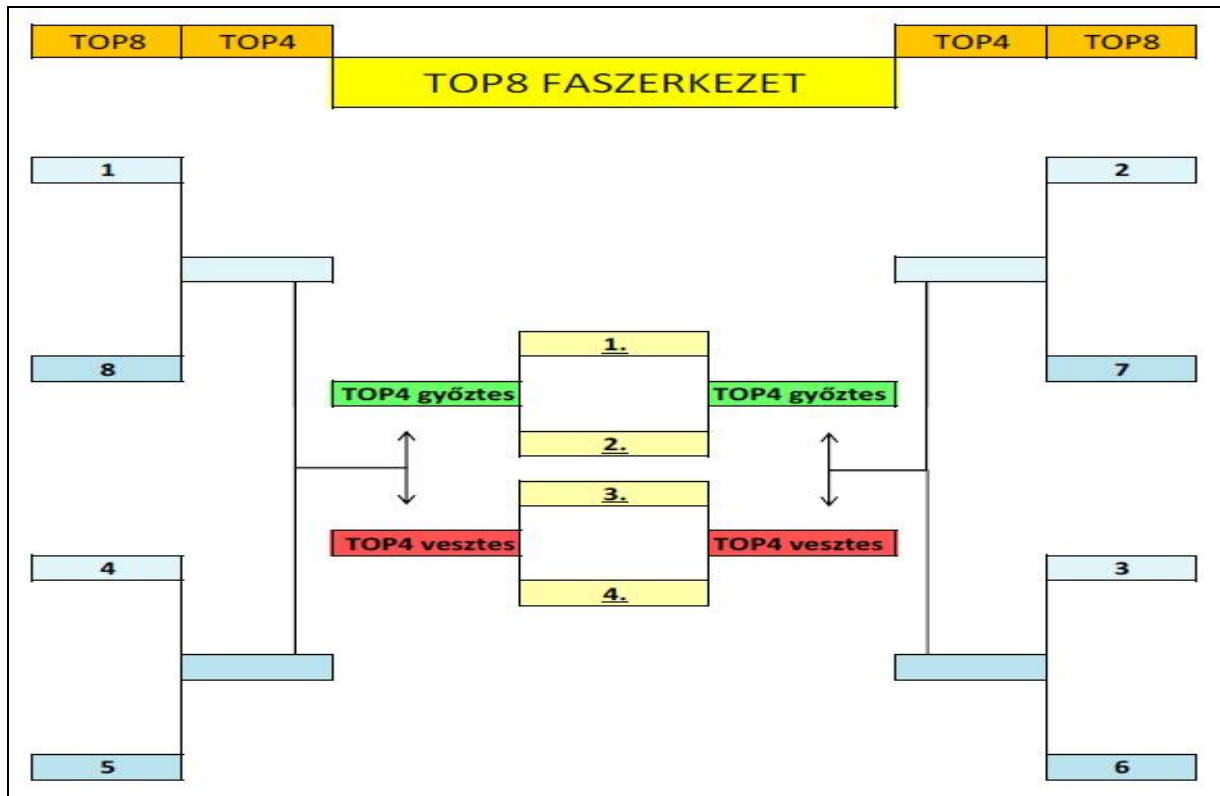 TOP8 TOP4 TOP4 TOP8
TOP8 FASZERKEZET
1 2
1.
8 7
TOP4 győztes TOP4 győztes
2.
3.
TOP4 vesztes TOP4 vesztes
4 3
4.
5 6